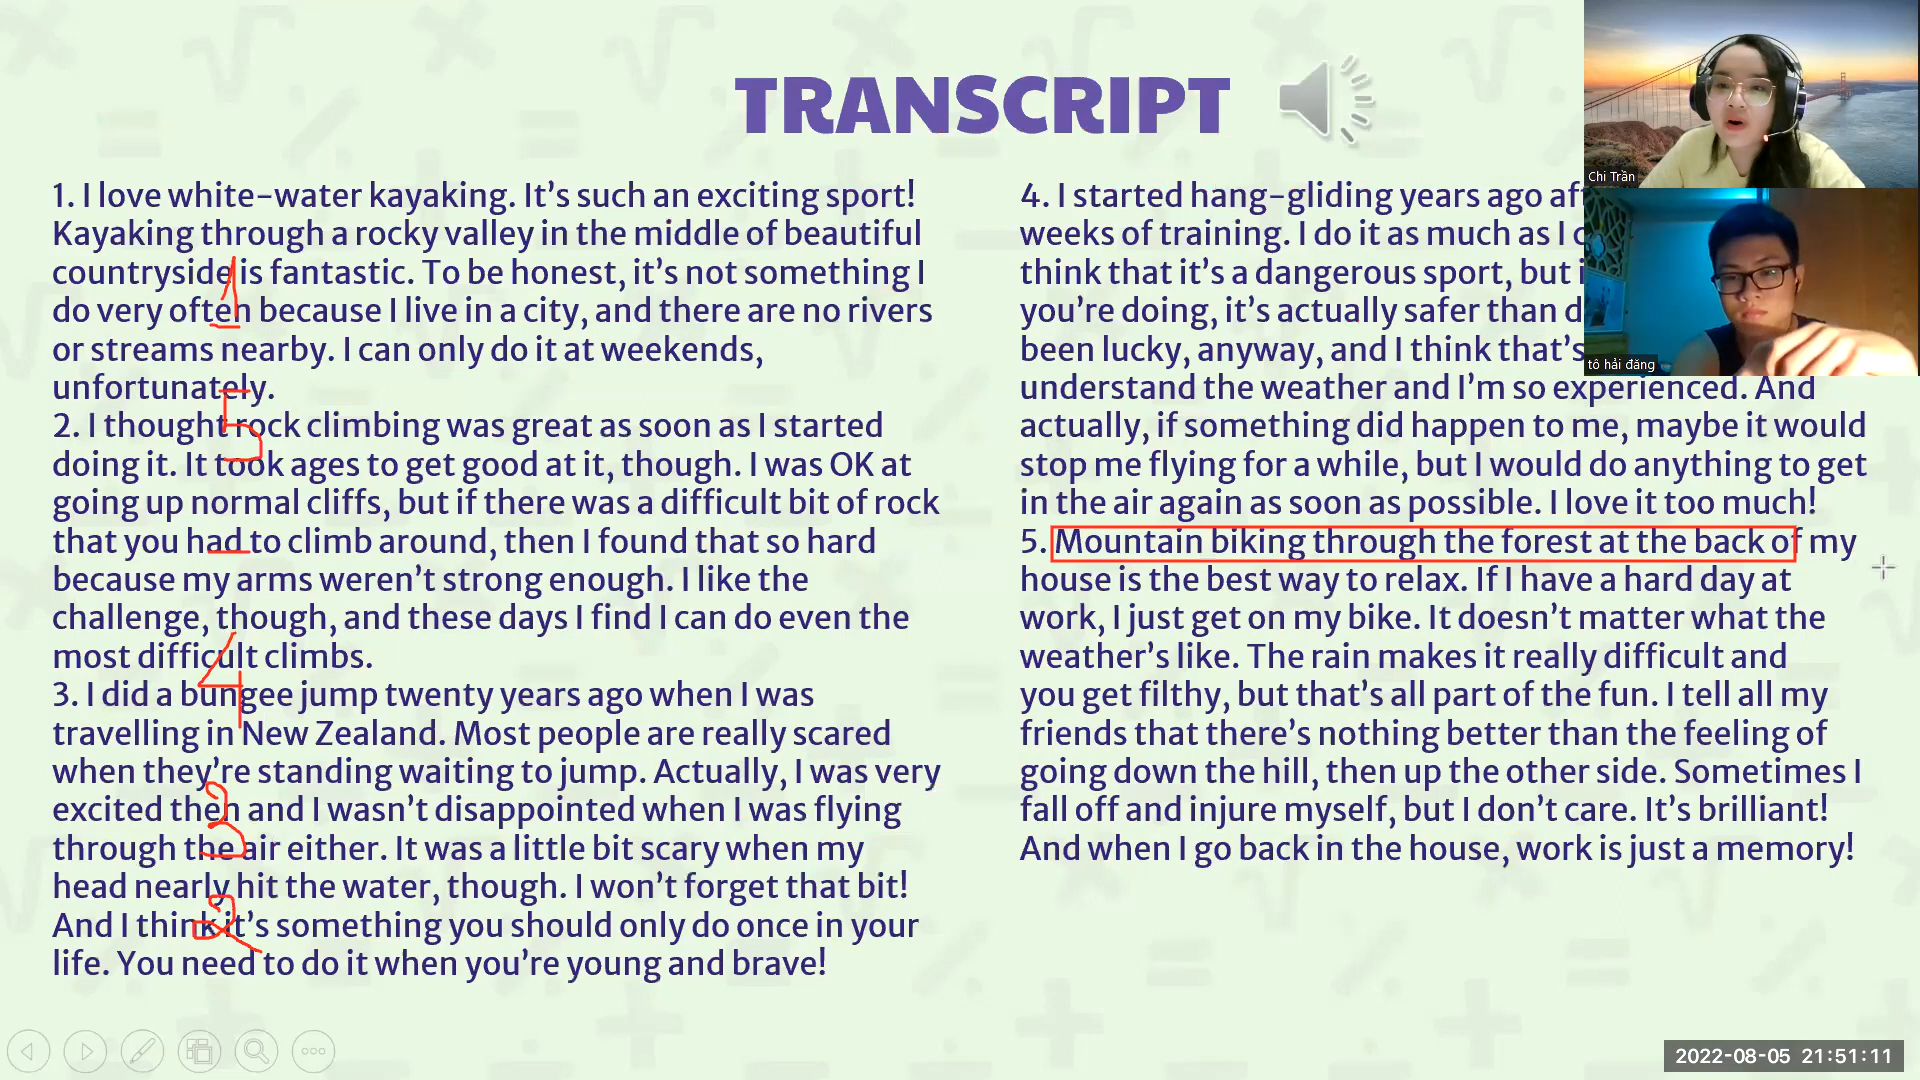 TRANSCRIPT
1. I love white-water kayaking. It’s such an exciting sport!
Kayaking through a rocky valley in the middle of beautiful
countryside is fantastic. To be honest, it’s not something I
do very often because I live in a city, and there are no rivers
or streams nearby. I can only do it at weekends,
unfortunately.
2. I thought rock climbing was great as soon as I started
doing it. It took ages to get good at it, though. I was OK at
going up normal cliffs, but if there was a difficult bit of rock
that you had to climb around, then I found that so hard
because my arms weren’t strong enough. I like the
challenge, though, and these days I find I can do even the
most difficult climbs.
3. I did a bungee jump twenty years ago when I was
travelling in New Zealand. Most people are really scared
when they’re standing waiting to jump. Actually, I was very
excited then and I wasn’t disappointed when I was flying
through the air either. It was a little bit scary when my
head nearly hit the water, though. I won’t forget that bit!
And I think it’s something you should only do once in your
life. You need to do it when you’re young and brave!
1
5
4
3
2
4. I started hang-gliding years ago
weeks of training. I do it as much as I
think that it’s a dangerous sport, but
you’re doing, it’s actually safer than
been lucky, anyway, and I think that’s
understand the weather and I’m so experienced. And
actually, if something did happen to me, maybe it would
stop me flying for a while, but I would do anything to get
in the air again as soon as possible. I love it too much!
5. Mountain biking through the forest at the back of my
house is the best way to relax. If I have a hard day at
work, I just get on my bike. It doesn’t matter what the
weather’s like. The rain makes it really difficult and
you get filthy, but that’s all part of the fun. I tell all my
friends that there’s nothing better than the feeling of
going down the hill, then up the other side. Sometimes I
fall off and injure myself, but I don’t care. It’s brilliant!
And when I go back in the house, work is just a memory!
Chi Trần
tô hải đăng
2022-08-05 21:51:11